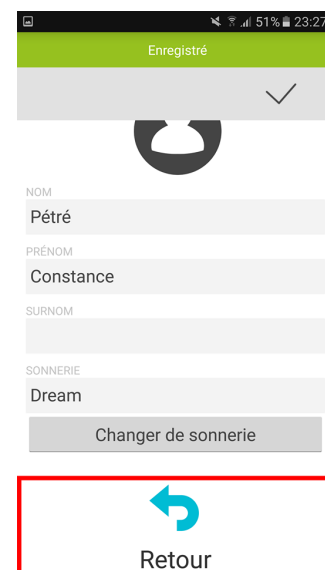 51% 23:27
Enregistré
NOM
Pétré
PRÉNOM
Constance
SURNOM
SONNERIE
Dream
Changer de sonnerie
Retour